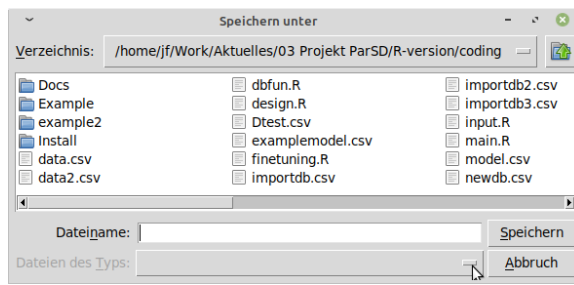 Speichern unter
Verzeichnis: /home/jf/Work/Aktuelles/03 Projekt ParSD/R-version/coding
Docs dbfun.R importdb2.csv
Example design.R importdb3.csv
example2 Dtest.csv input.R
Install examplemodel.csv main.R
data.csv finetuning.R model.csv
data2.csv importdb.csv newdb.csv
Dateiname: Speichern
Dateien des Typs: Abbruch